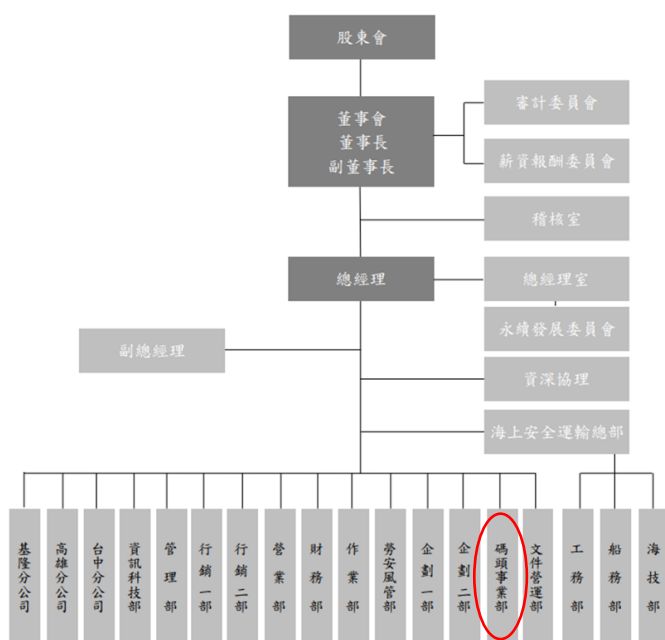 股東會
董事會
董事長
副董事長
審計委員會
薪資報酬委員會
稽核室
總經理
總經理室
永續發展委員會
副總經理
資深協理
海上安全運輸總部
基隆分公司
高雄分公司
台中分公司
資訊科技部
管理部
行銷一部
行銷二部
營業部
財務部
作業部
勞安風管部
企劃一部
企劃二部
碼頭事業部
文件營運部
工務部
船務部
海技部